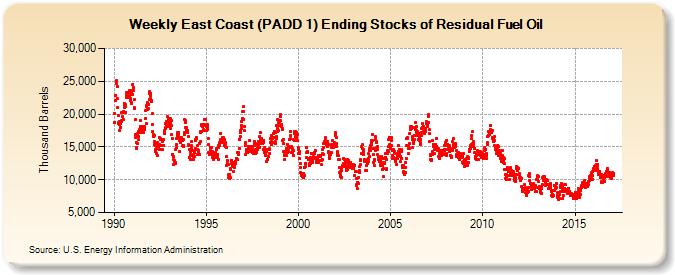 Weekly East Coast (PADD 1) Ending Stocks of Residual Fuel Oil
Thousand Barrels
30,000
25,000
20,000
15,000
10,000
5,000
1990 1995 2000 2005 2010 2015
Source: U.S. Energy Information Administration